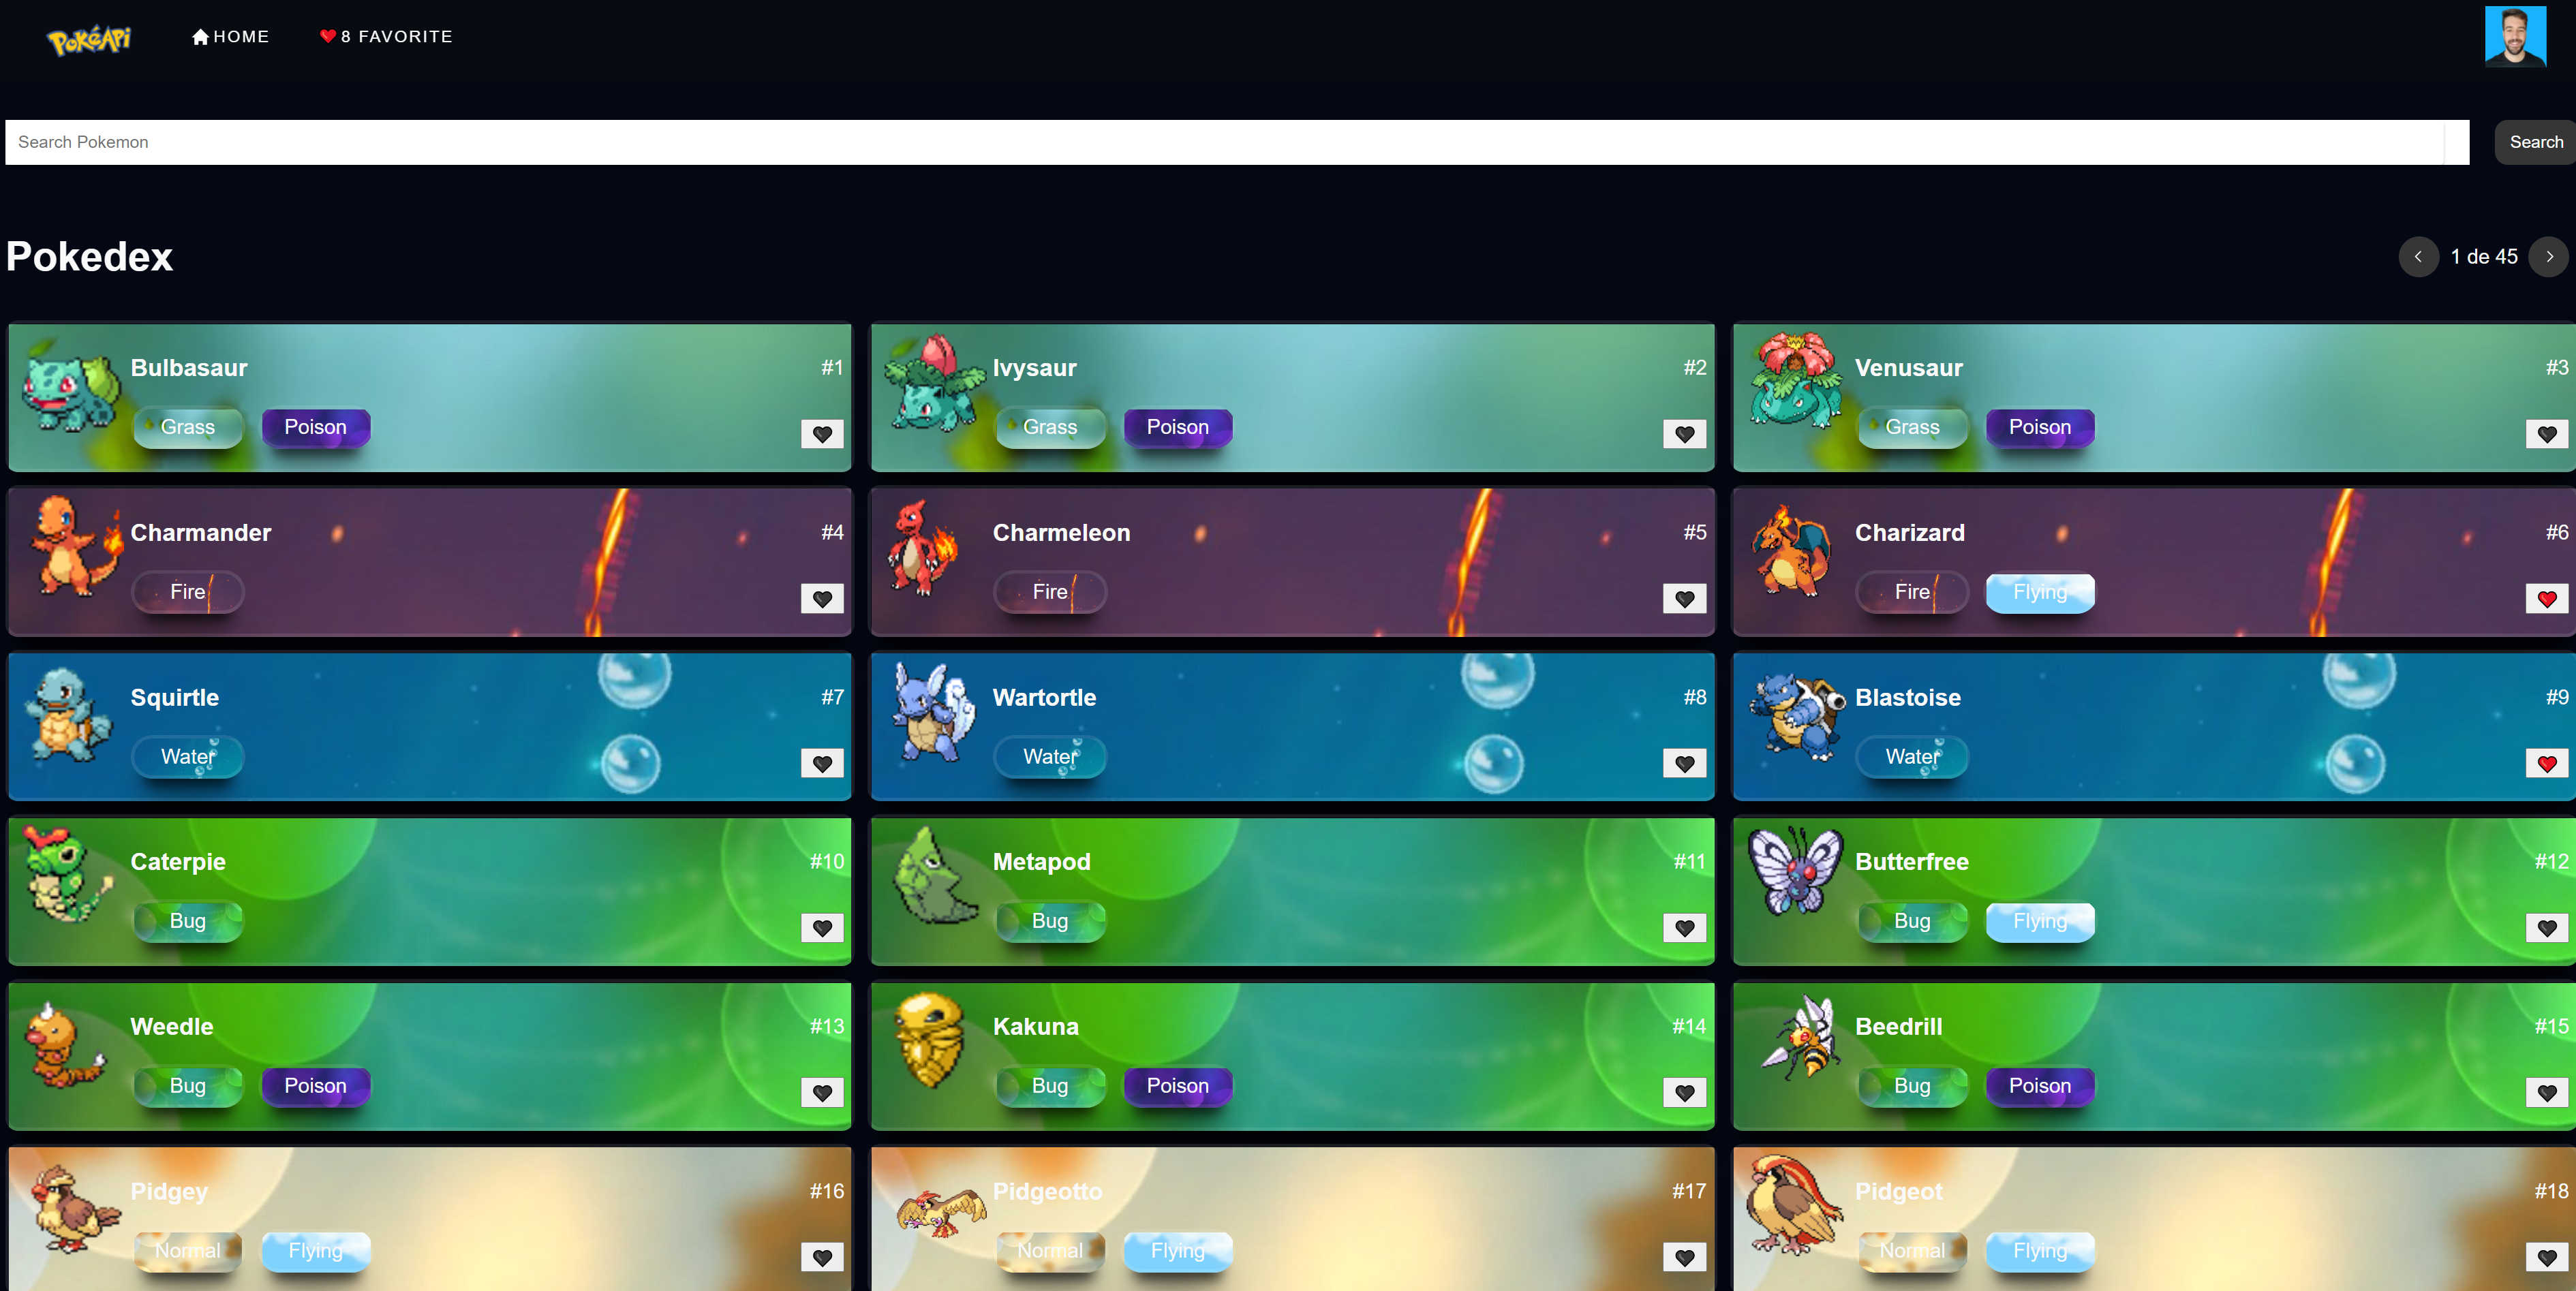 PokéApi HOME 8 FAVORITE
Search Pokemon Search
Pokedex 1 de 45
Bulbasaur #1
Grass Poison
Ivysaur #2
Grass Poison
Venusaur #3
Grass Poison
Charmander #4
Fire
Charmeleon #5
Fire
Charizard #6
Fire Flying
Squirtle #7
Water
Wartortle #8
Water
Blastoise #9
Water
Caterpie #10
Bug
Metapod #11
Bug
Butterfree #12
Bug Flying
Weedle #13
Bug Poison
Kakuna #14
Bug Poison
Beedrill #15
Bug Poison
Pidgey #16
Normal Flying
Pidgeotto #17
Normal Flying
Pidgeot #18
Normal Flying